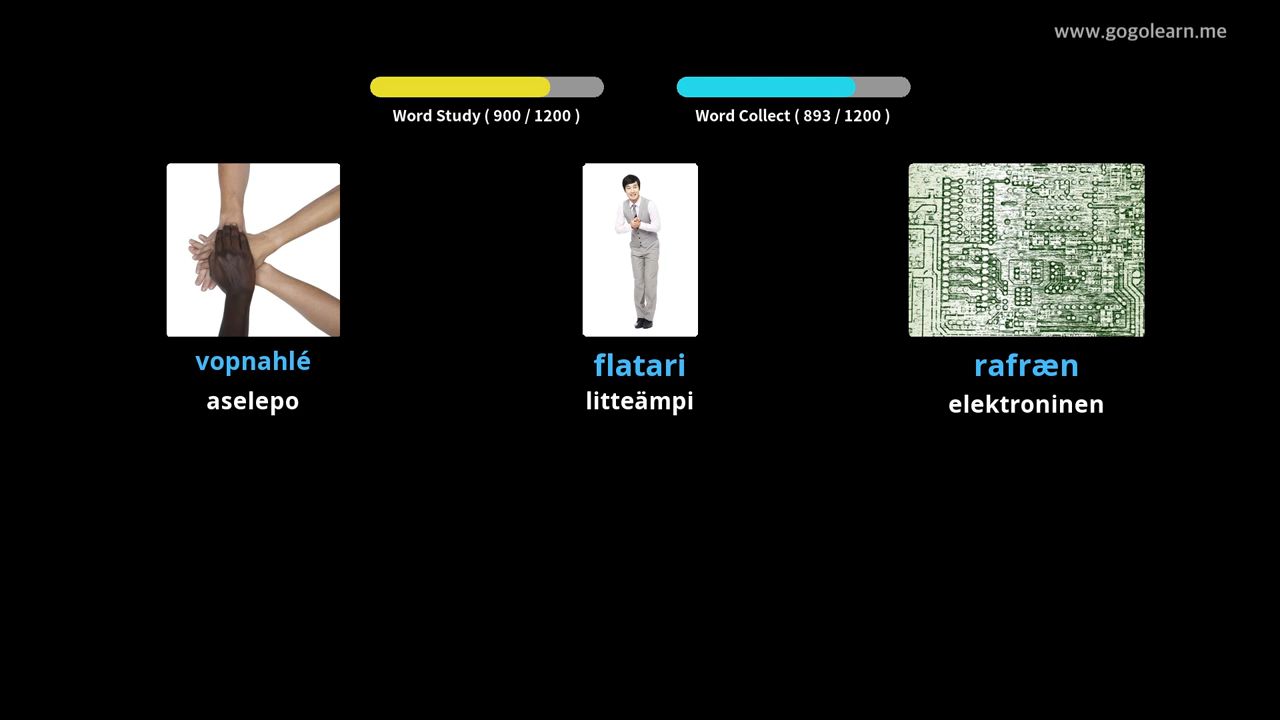 www.gogolearn.me
Word Study ( 900 / 1200 )
Word Collect ( 893 / 1200 )
vopnahlé
flatari
rafræn
aselepo
litteämpi
elektroninen